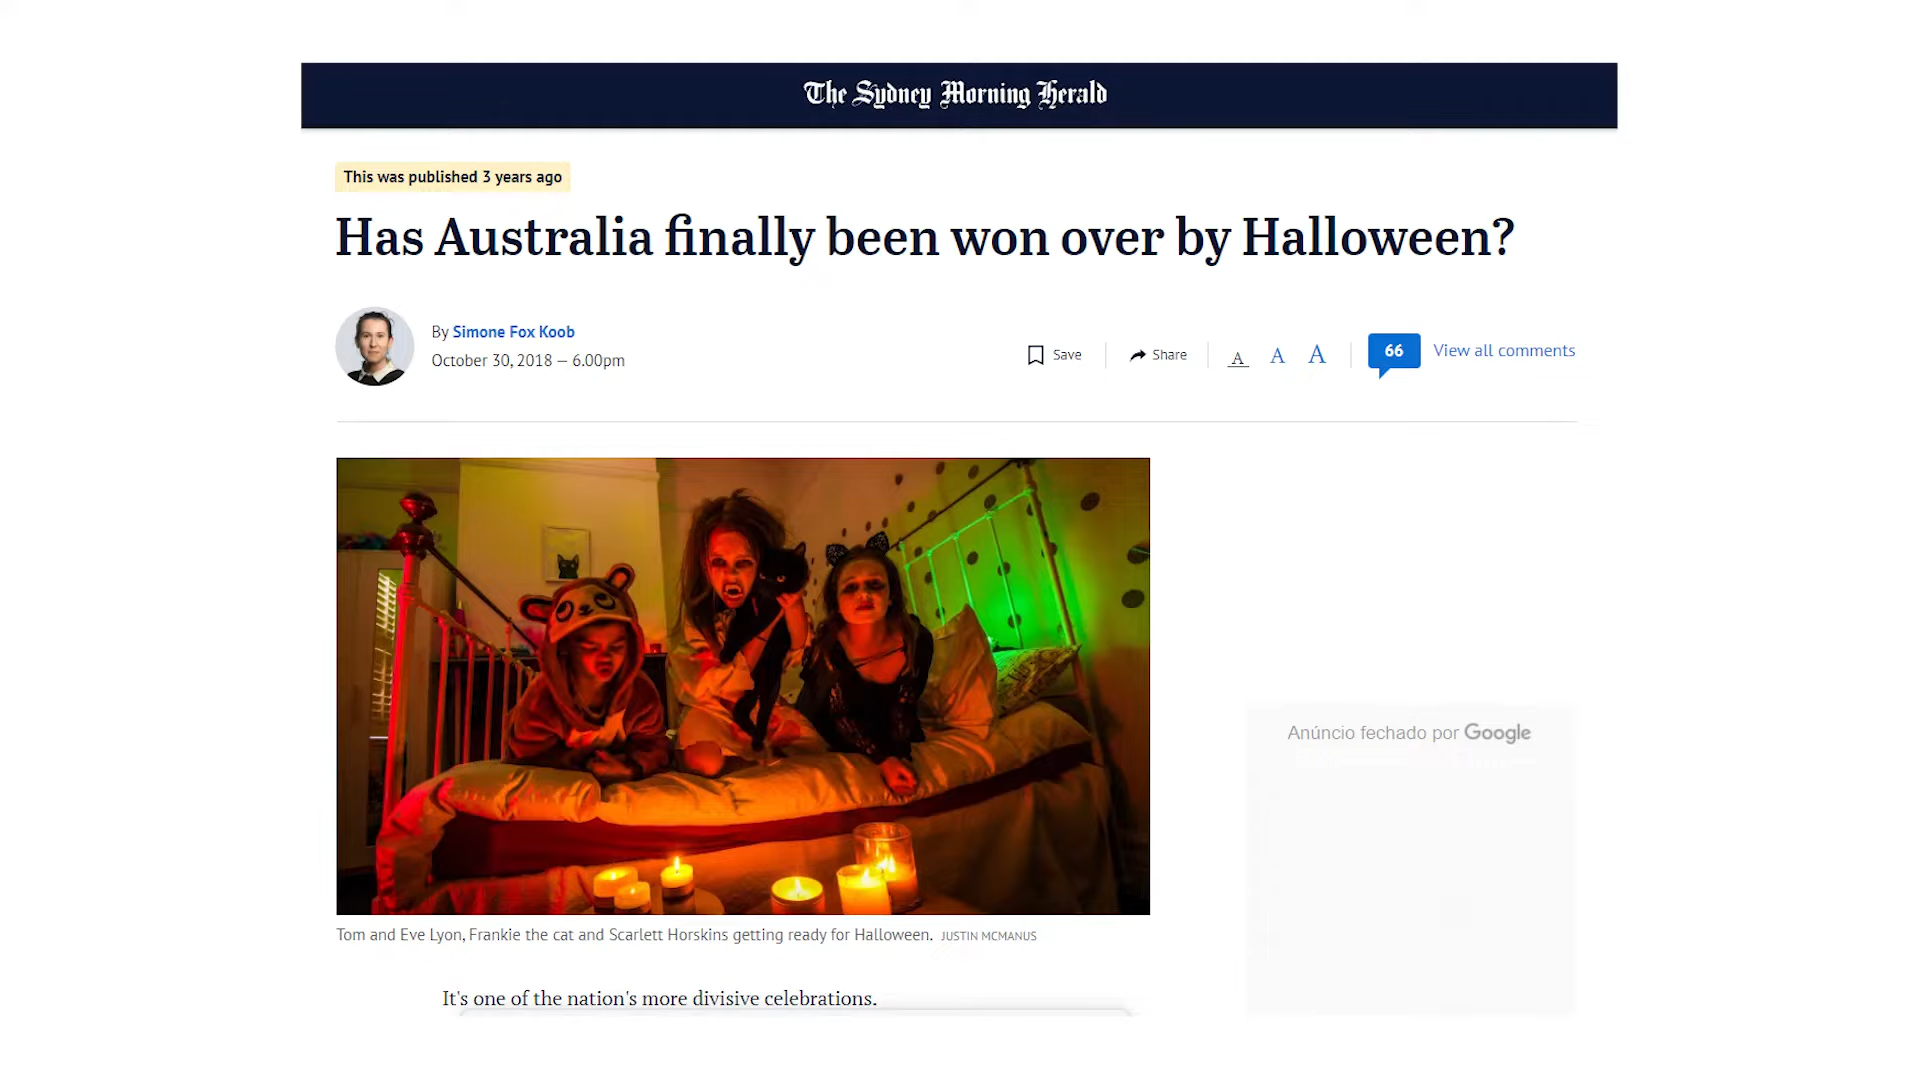 The Sydney Morning Herald
This was published 3 years ago
Has Australia finally been won over by Halloween?
By Simone Fox Koob
October 30, 2018 — 6.00pm
Save
Share
A A A
66
View all comments
Anúncio fechado por Google
Tom and Eve Lyon, Frankie the cat and Scarlett Horskins getting ready for Halloween. JUSTIN MCMANUS
It's one of the nation's more divisive celebrations.